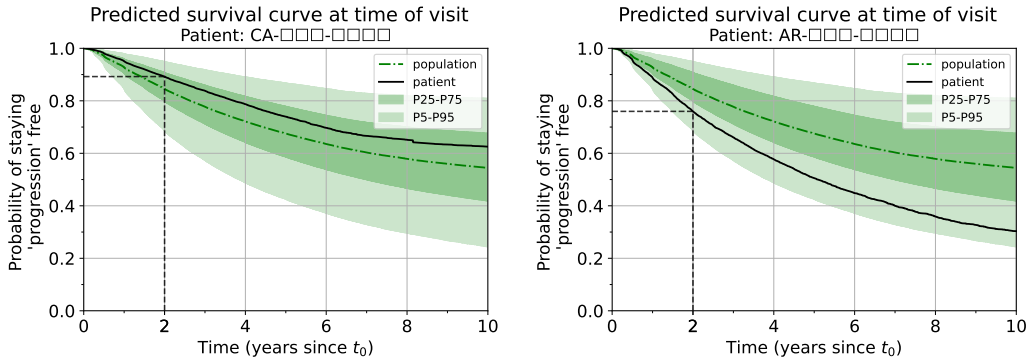 Predicted survival curve at time of visit
Patient: CA-□□□-□□□□
1.0
0.8
0.6
0.4
0.2
0.0
Probability of staying
'progression' free
population
patient
P25-P75
P5-P95
0 2 4 6 8 10
Time (years since t₀)
Predicted survival curve at time of visit
Patient: AR-□□□-□□□□
1.0
0.8
0.6
0.4
0.2
0.0
Probability of staying
'progression' free
population
patient
P25-P75
P5-P95
0 2 4 6 8 10
Time (years since t₀)